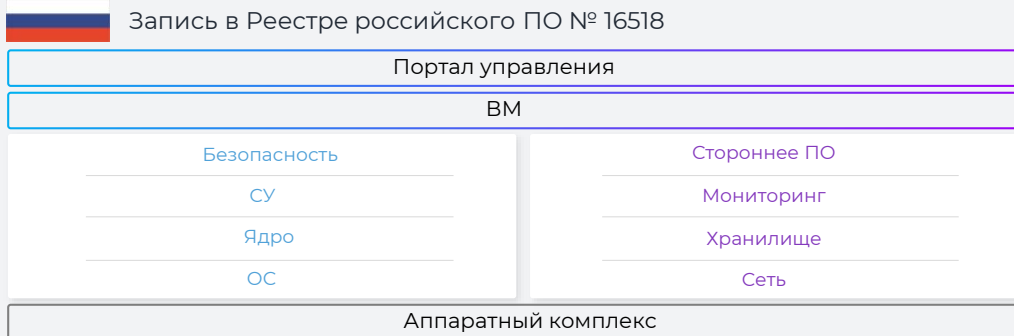 Запись в Реестре российского ПО № 16518
Портал управления
ВМ
Безопасность
СУ
Ядро
ОС
Стороннее ПО
Мониторинг
Хранилище
Сеть
Аппаратный комплекс